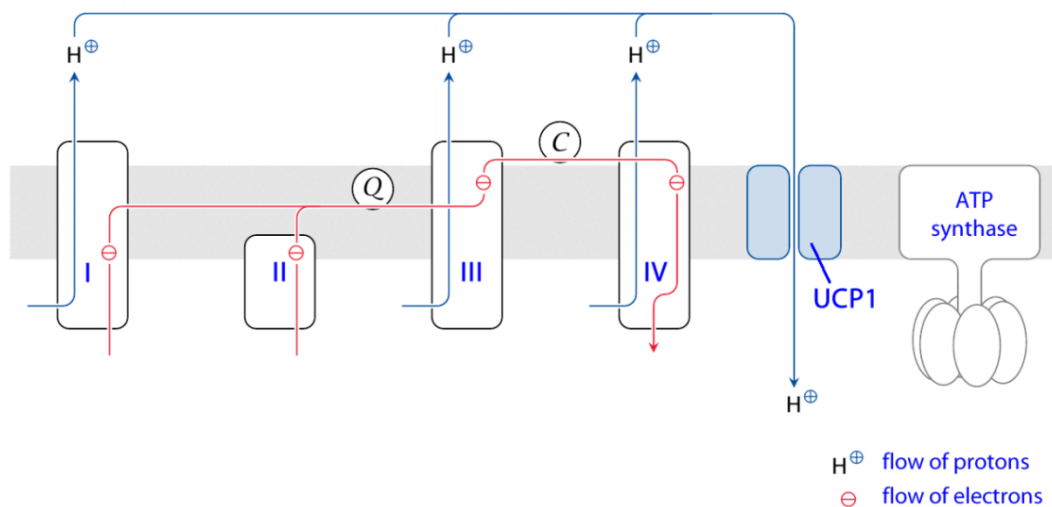 H⊕ H⊕ H⊕
C
Q
ATP
synthase
I II III IV
UCP1
H⊕
H⊕ flow of protons
⊖ flow of electrons